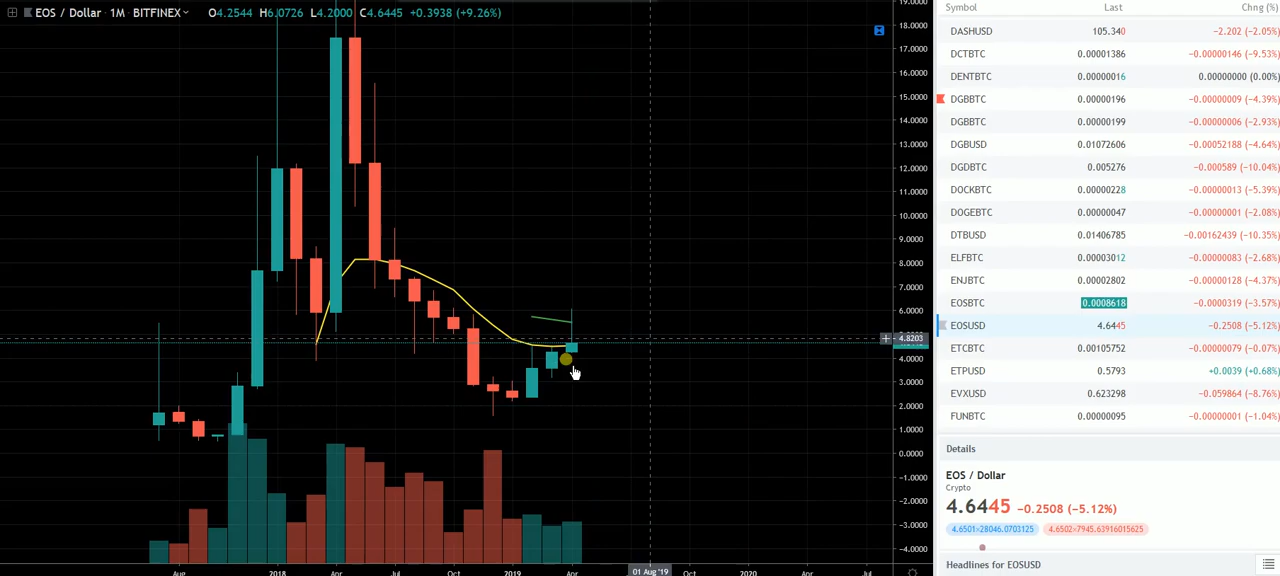 EOS / Dollar · 1M · BITFINEX O4.2544 H6.0726 L4.2000 C4.6445 +0.3938 (+9.26%)
19.0000
18.0000
17.0000
16.0000
15.0000
14.0000
13.0000
12.0000
11.0000
10.0000
9.0000
8.0000
7.0000
6.0000
4.8203
4.0000
3.0000
2.0000
1.0000
0.0000
−1.0000
−2.0000
−3.0000
−4.0000
Aug 2018 Apr Jul Oct 2019 Apr 01 Aug '19 Oct 2020 Apr Jul
Symbol Last Chng (%)
DASHUSD 105.340 −2.202 (−2.05%)
DCTBTC 0.00001386 −0.00000146 (−9.53%)
DENTBTC 0.00000016 0.00000000 (0.00%)
DGBBTC 0.00000196 −0.00000009 (−4.39%)
DGBBTC 0.00000199 −0.00000006 (−2.93%)
DGBUSD 0.01072606 −0.00052188 (−4.64%)
DGDBTC 0.005276 −0.000589 (−10.04%)
DOCKBTC 0.00000228 −0.00000013 (−5.39%)
DOGEBTC 0.00000047 −0.00000001 (−2.08%)
DTBUSD 0.01406785 −0.00162439 (−10.35%)
ELFBTC 0.00003012 −0.00000083 (−2.68%)
ENJBTC 0.00002802 −0.00000128 (−4.37%)
EOSBTC 0.0008618 −0.0000319 (−3.57%)
EOSUSD 4.6445 −0.2508 (−5.12%)
ETCBTC 0.00105752 −0.00000079 (−0.07%)
ETPUSD 0.5793 +0.0039 (+0.68%)
EVXUSD 0.623298 −0.059864 (−8.76%)
FUNBTC 0.00000095 −0.00000001 (−1.04%)
Details
EOS / Dollar
Crypto
4.6445 −0.2508 (−5.12%)
4.6501×28046.0703125 4.6502×7945.63916015625
Headlines for EOSUSD